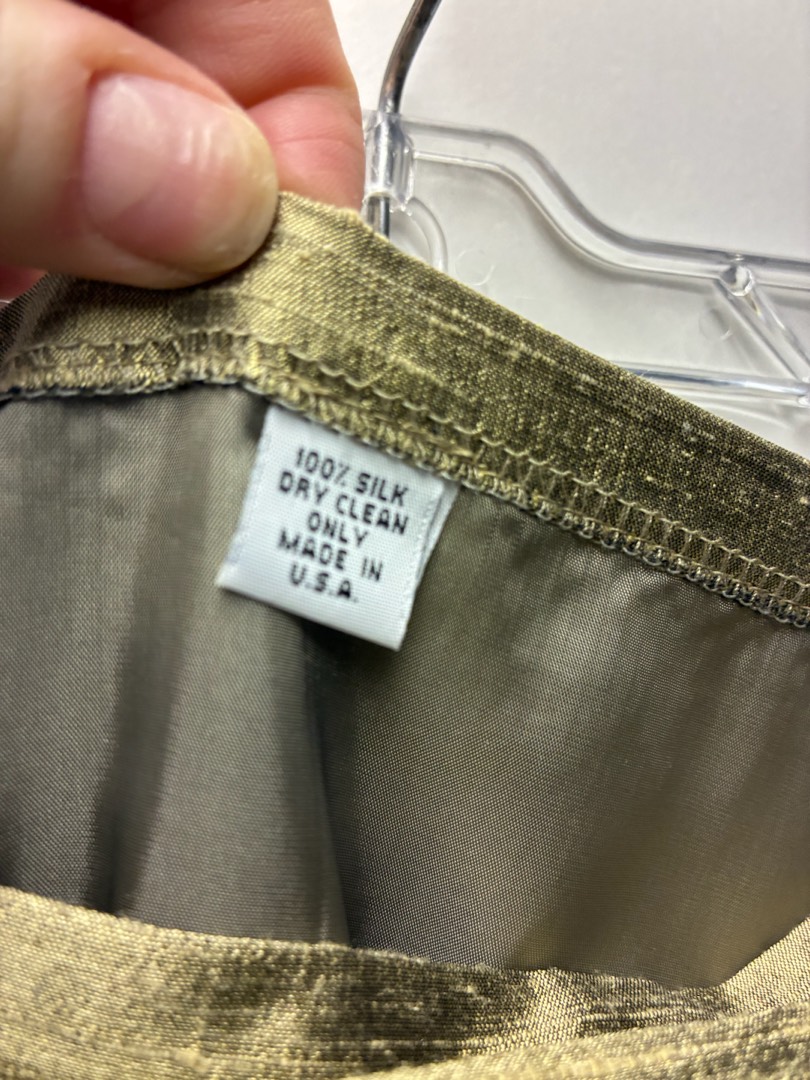 100% SILK
DRY CLEAN
ONLY
MADE IN
U.S.A.